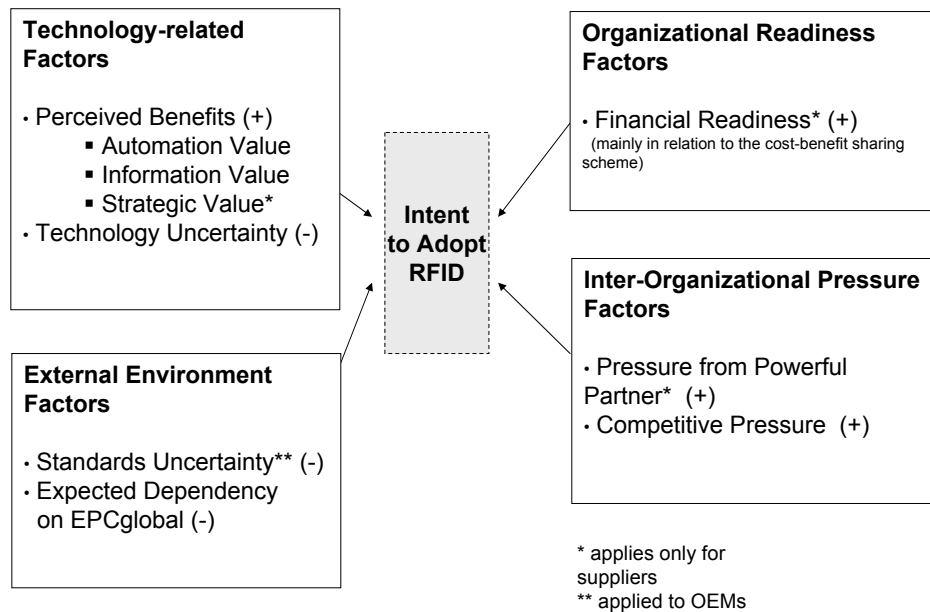 Technology-related
Factors
• Perceived Benefits (+)
▪ Automation Value
▪ Information Value
▪ Strategic Value*
• Technology Uncertainty (-)
External Environment
Factors
• Standards Uncertainty** (-)
• Expected Dependency
on EPCglobal (-)
Intent
to Adopt
RFID
Organizational Readiness
Factors
• Financial Readiness* (+)
(mainly in relation to the cost-benefit sharing
scheme)
Inter-Organizational Pressure
Factors
• Pressure from Powerful
Partner* (+)
• Competitive Pressure (+)
* applies only for
suppliers
** applied to OEMs